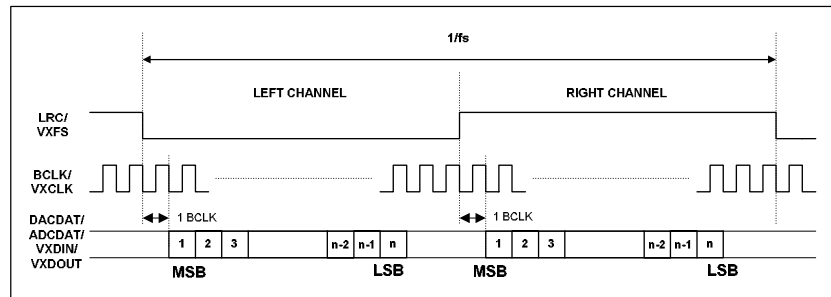 1/fs
LEFT CHANNEL
RIGHT CHANNEL
LRC/
VXFS
BCLK/
VXCLK
1 BCLK
1 BCLK
DACDAT/
ADCDAT/
VXDIN/
VXDOUT
1 2 3 n-2 n-1 n 1 2 3 n-2 n-1 n
MSB LSB MSB LSB